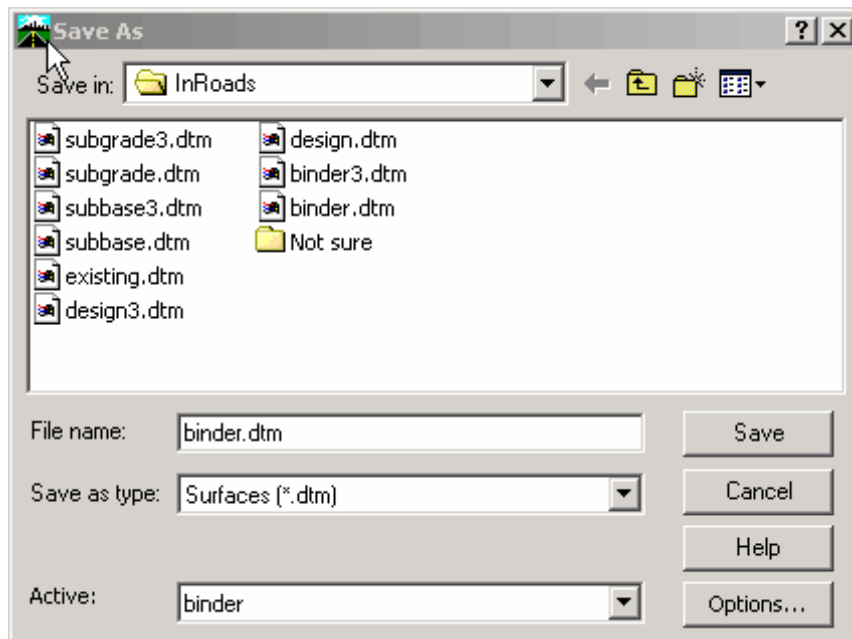 Save As
Save in: InRoads
subgrade3.dtm
subgrade.dtm
subbase3.dtm
subbase.dtm
existing.dtm
design3.dtm
design.dtm
binder3.dtm
binder.dtm
Not sure
File name: binder.dtm Save
Save as type: Surfaces (*.dtm) Cancel
Help
Active: binder Options...